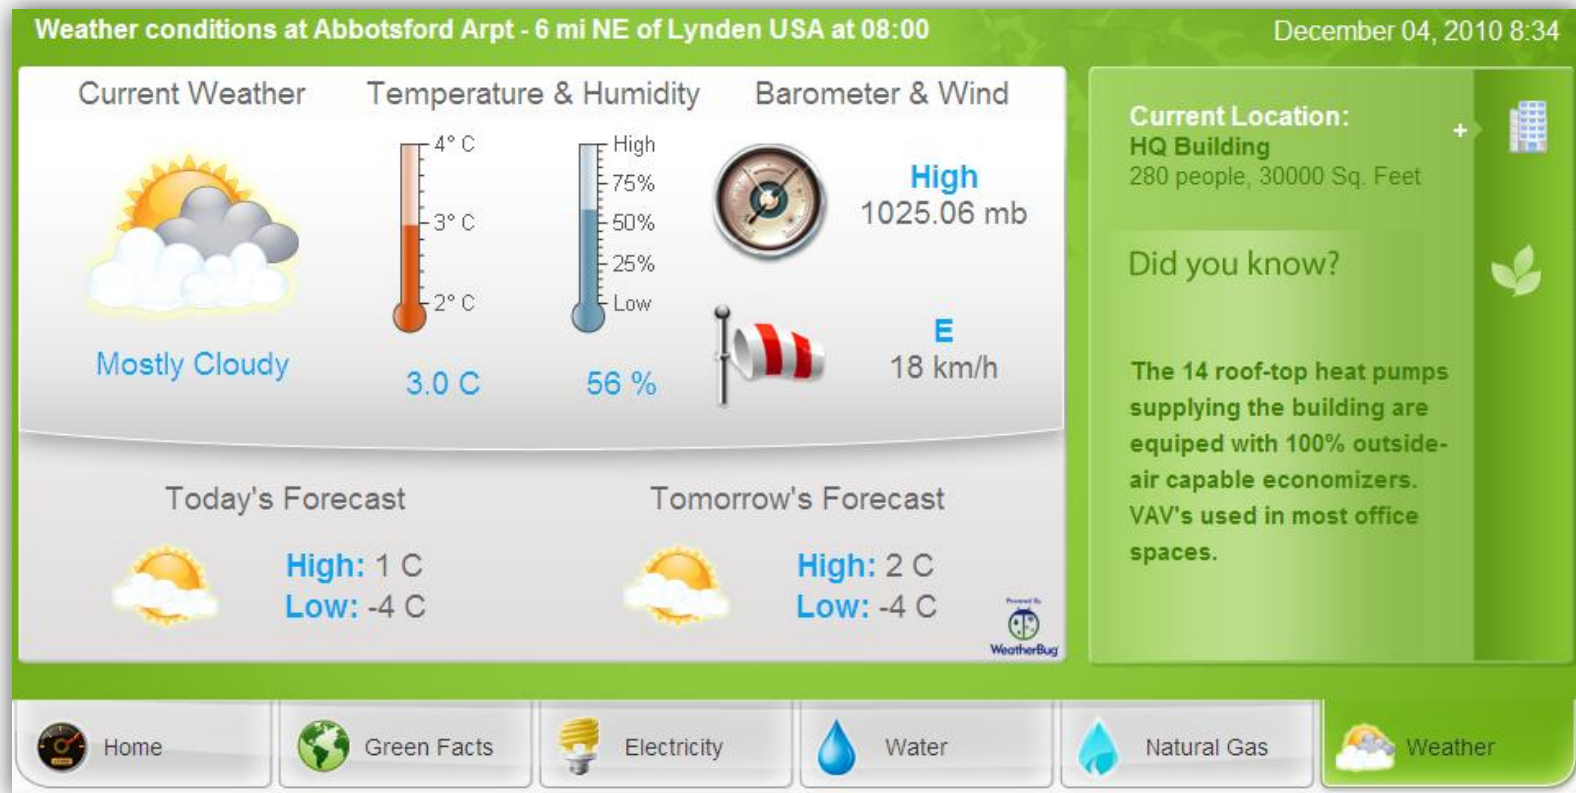 Weather conditions at Abbotsford Arpt - 6 mi NE of Lynden USA at 08:00
December 04, 2010 8:34
Current Weather
Mostly Cloudy
Temperature & Humidity
4° C
3° C
2° C
3.0 C
High
75%
50%
25%
Low
56 %
Barometer & Wind
High
1025.06 mb
E
18 km/h
Today's Forecast
High: 1 C
Low: -4 C
Tomorrow's Forecast
High: 2 C
Low: -4 C
Powered By
WeatherBug
Current Location:
+
HQ Building
280 people, 30000 Sq. Feet
Did you know?
The 14 roof-top heat pumps
supplying the building are
equiped with 100% outside-
air capable economizers.
VAV's used in most office
spaces.
Home
Green Facts
Electricity
Water
Natural Gas
Weather